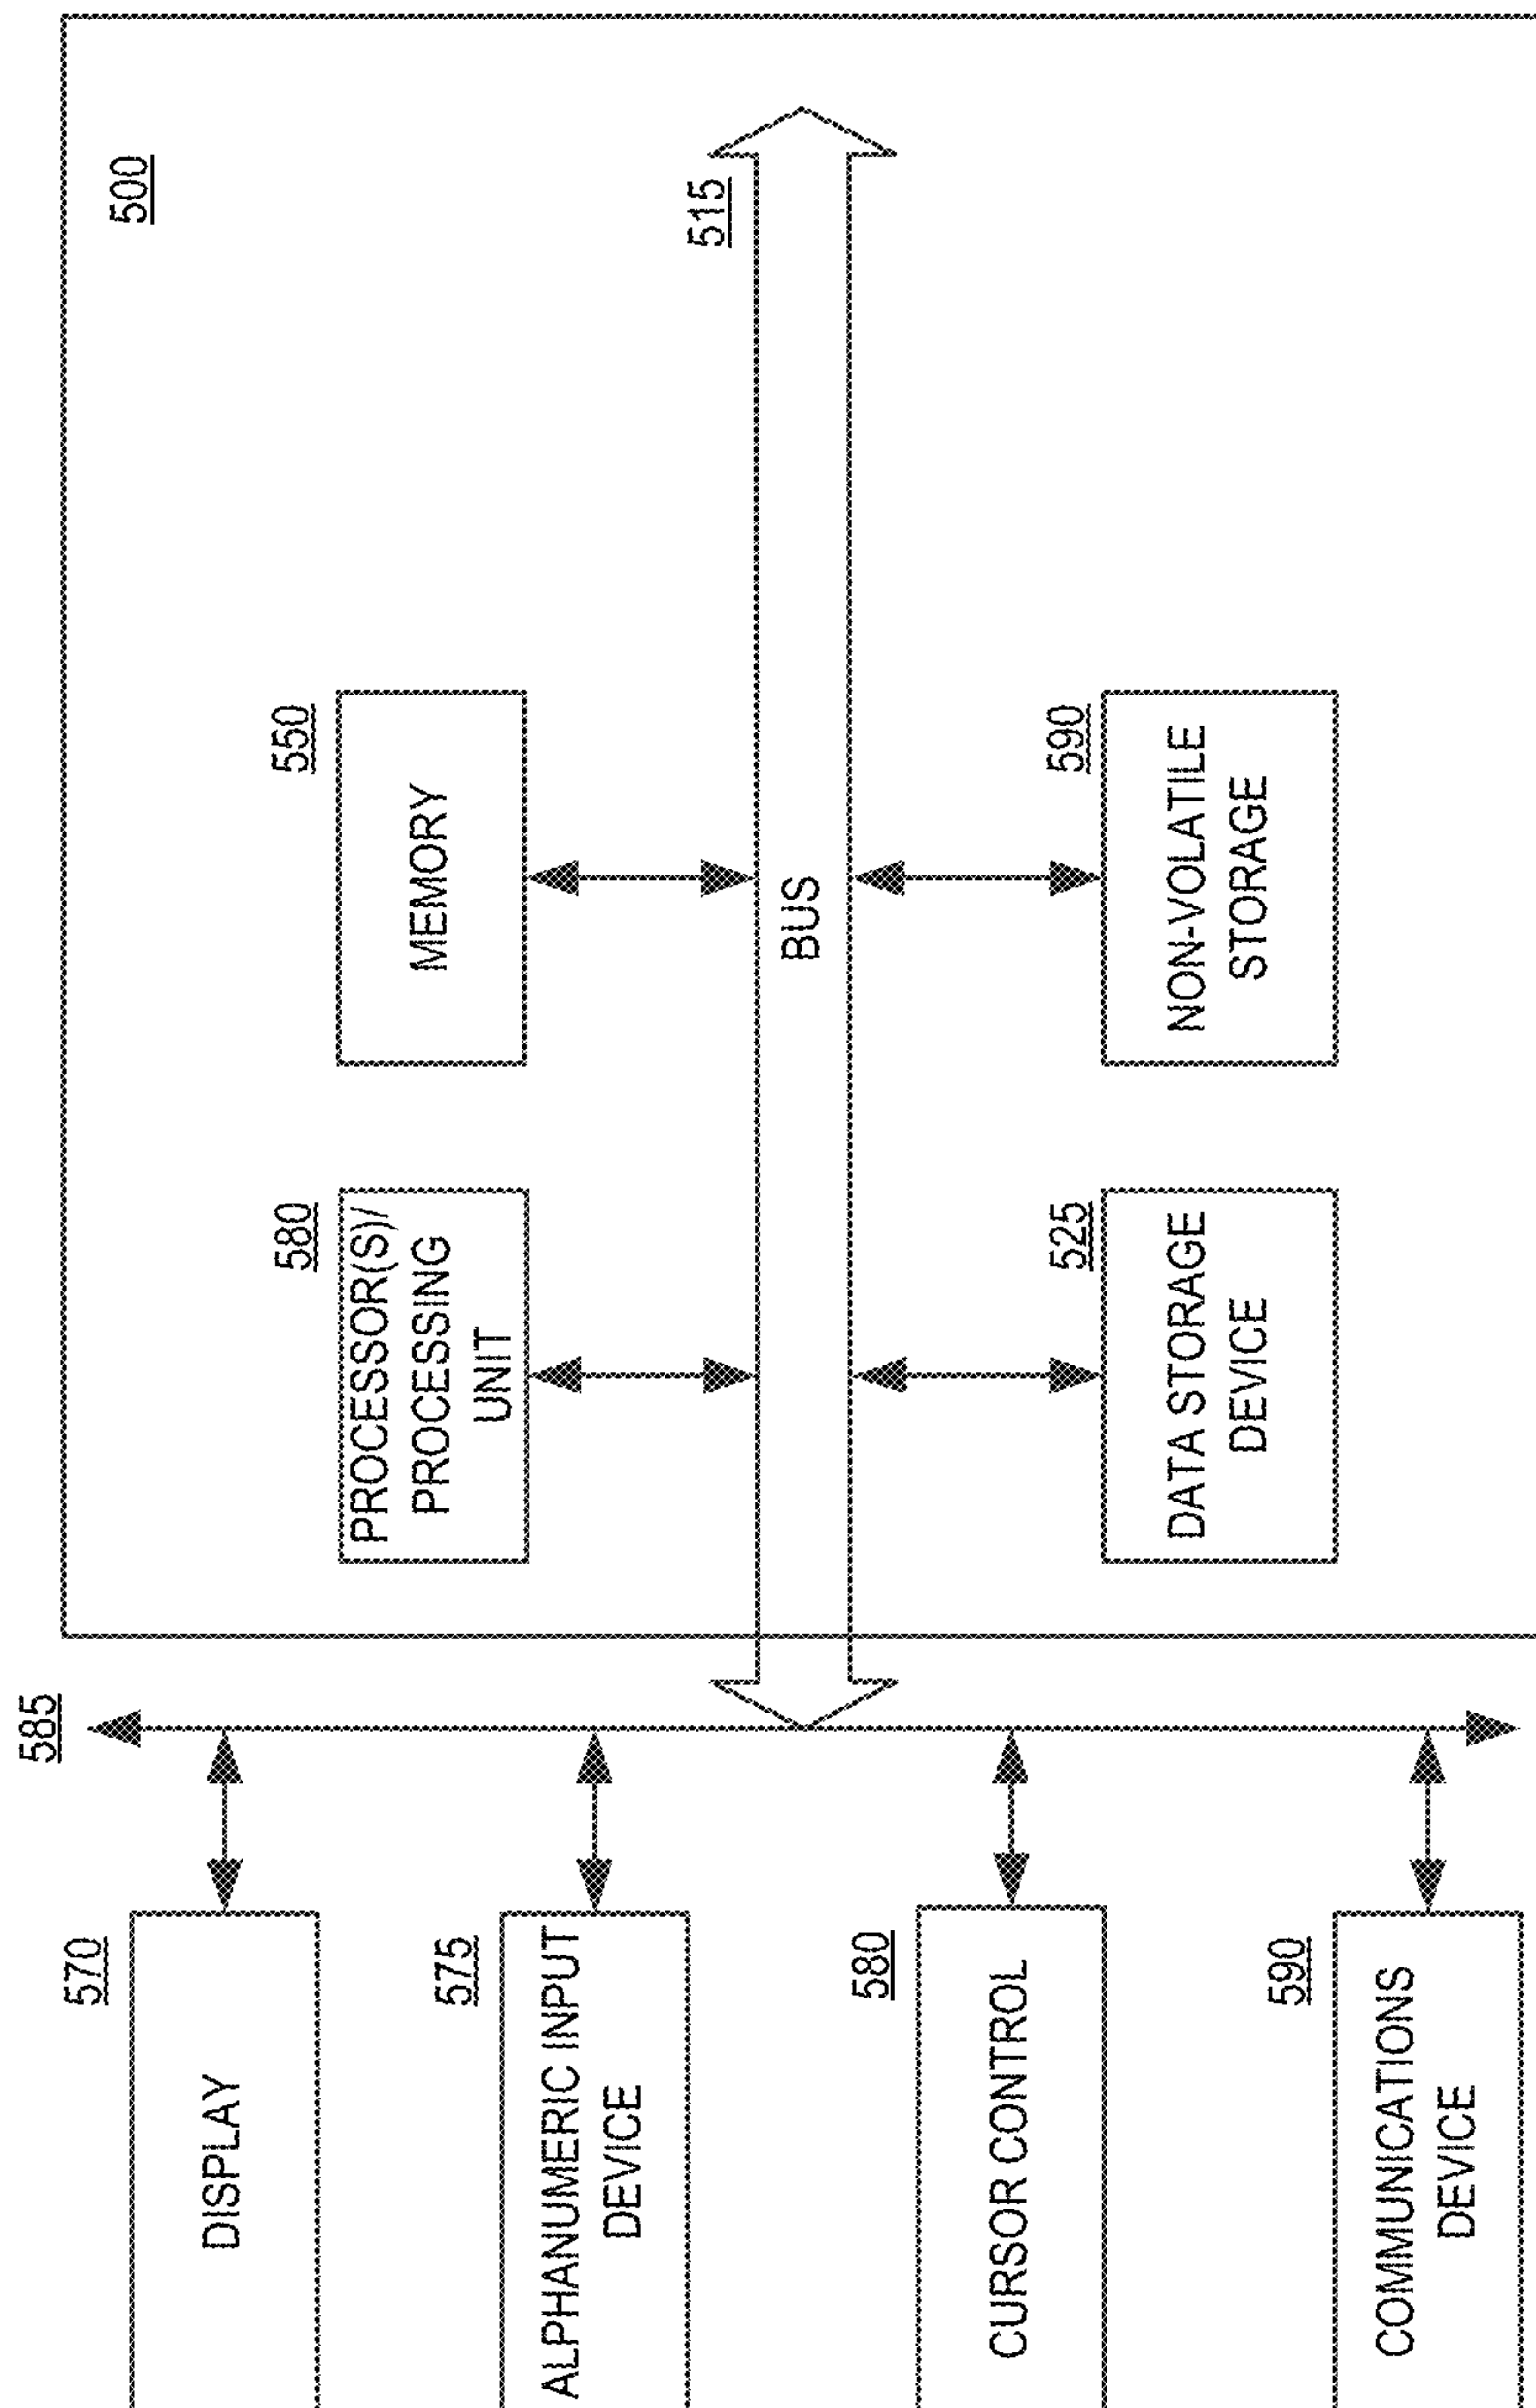 570
DISPLAY
575
ALPHANUMERIC INPUT
DEVICE
580
CURSOR CONTROL
590
COMMUNICATIONS
DEVICE
585
500
580
PROCESSOR(S)/
PROCESSING
UNIT
550
MEMORY
515
BUS
525
DATA STORAGE
DEVICE
590
NON-VOLATILE
STORAGE